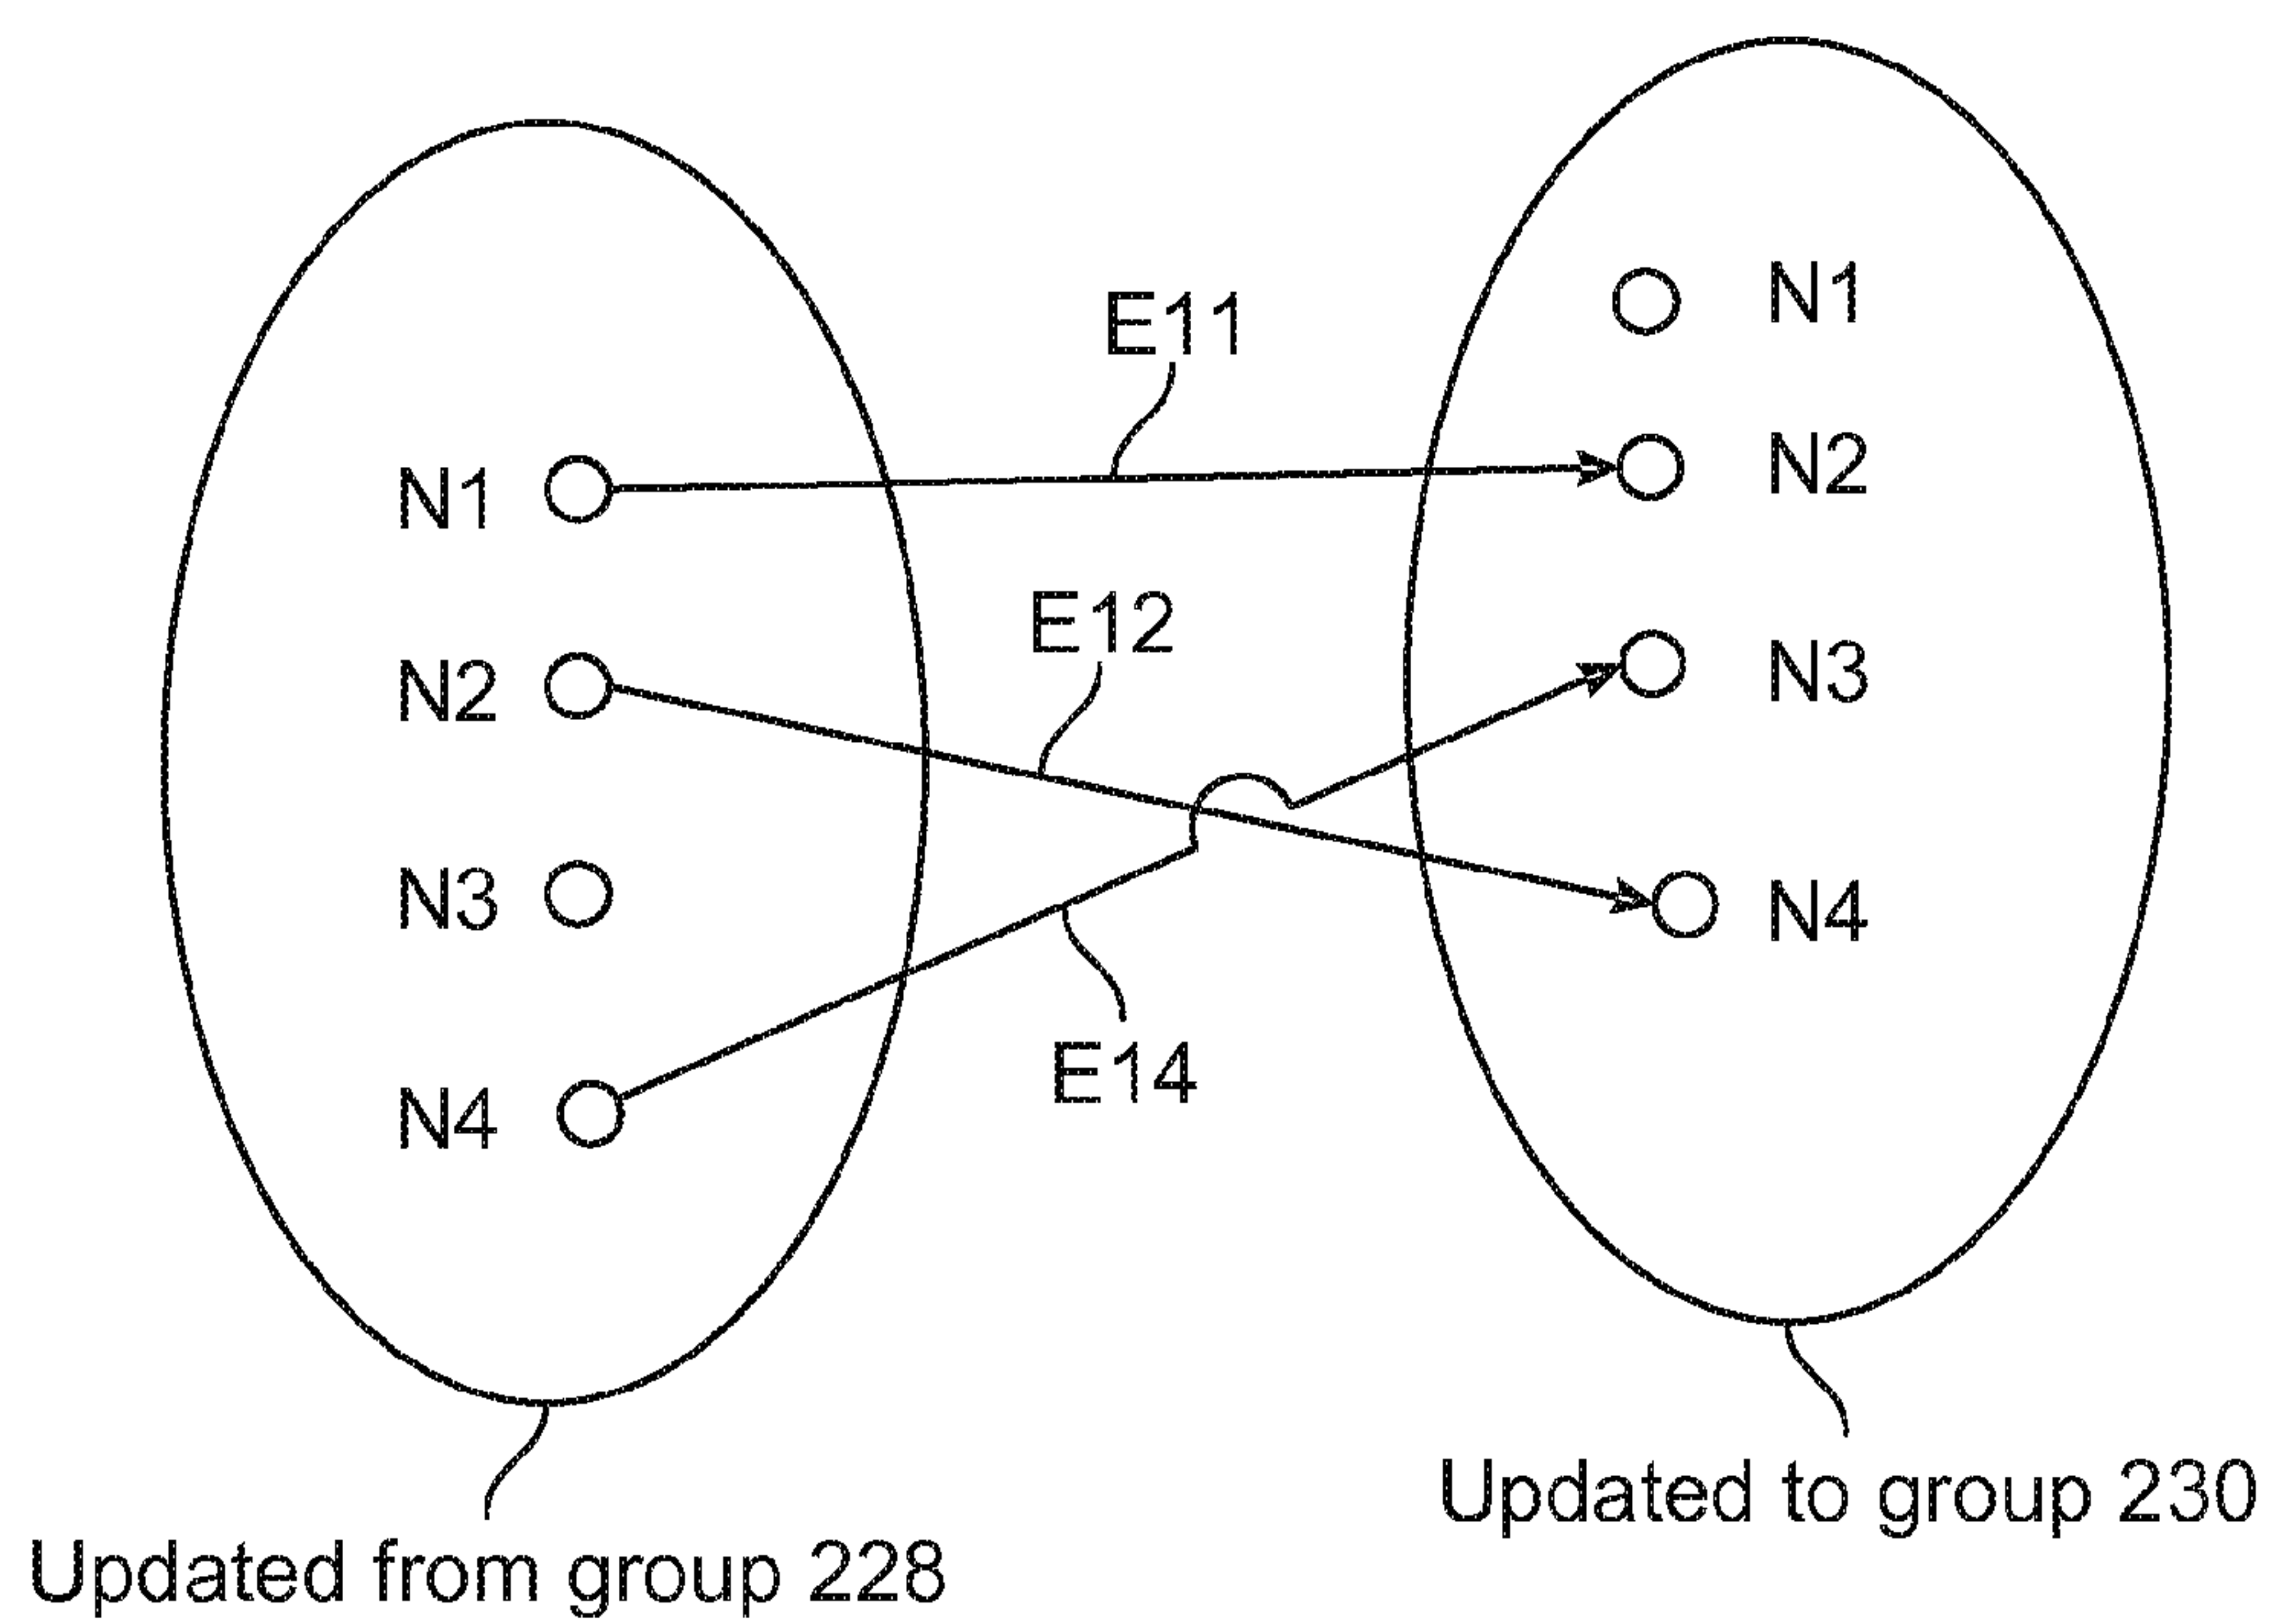 E11
E12
E14
N1
N2
N3
N4
N1
N2
N3
N4
Updated from group 228
Updated to group 230